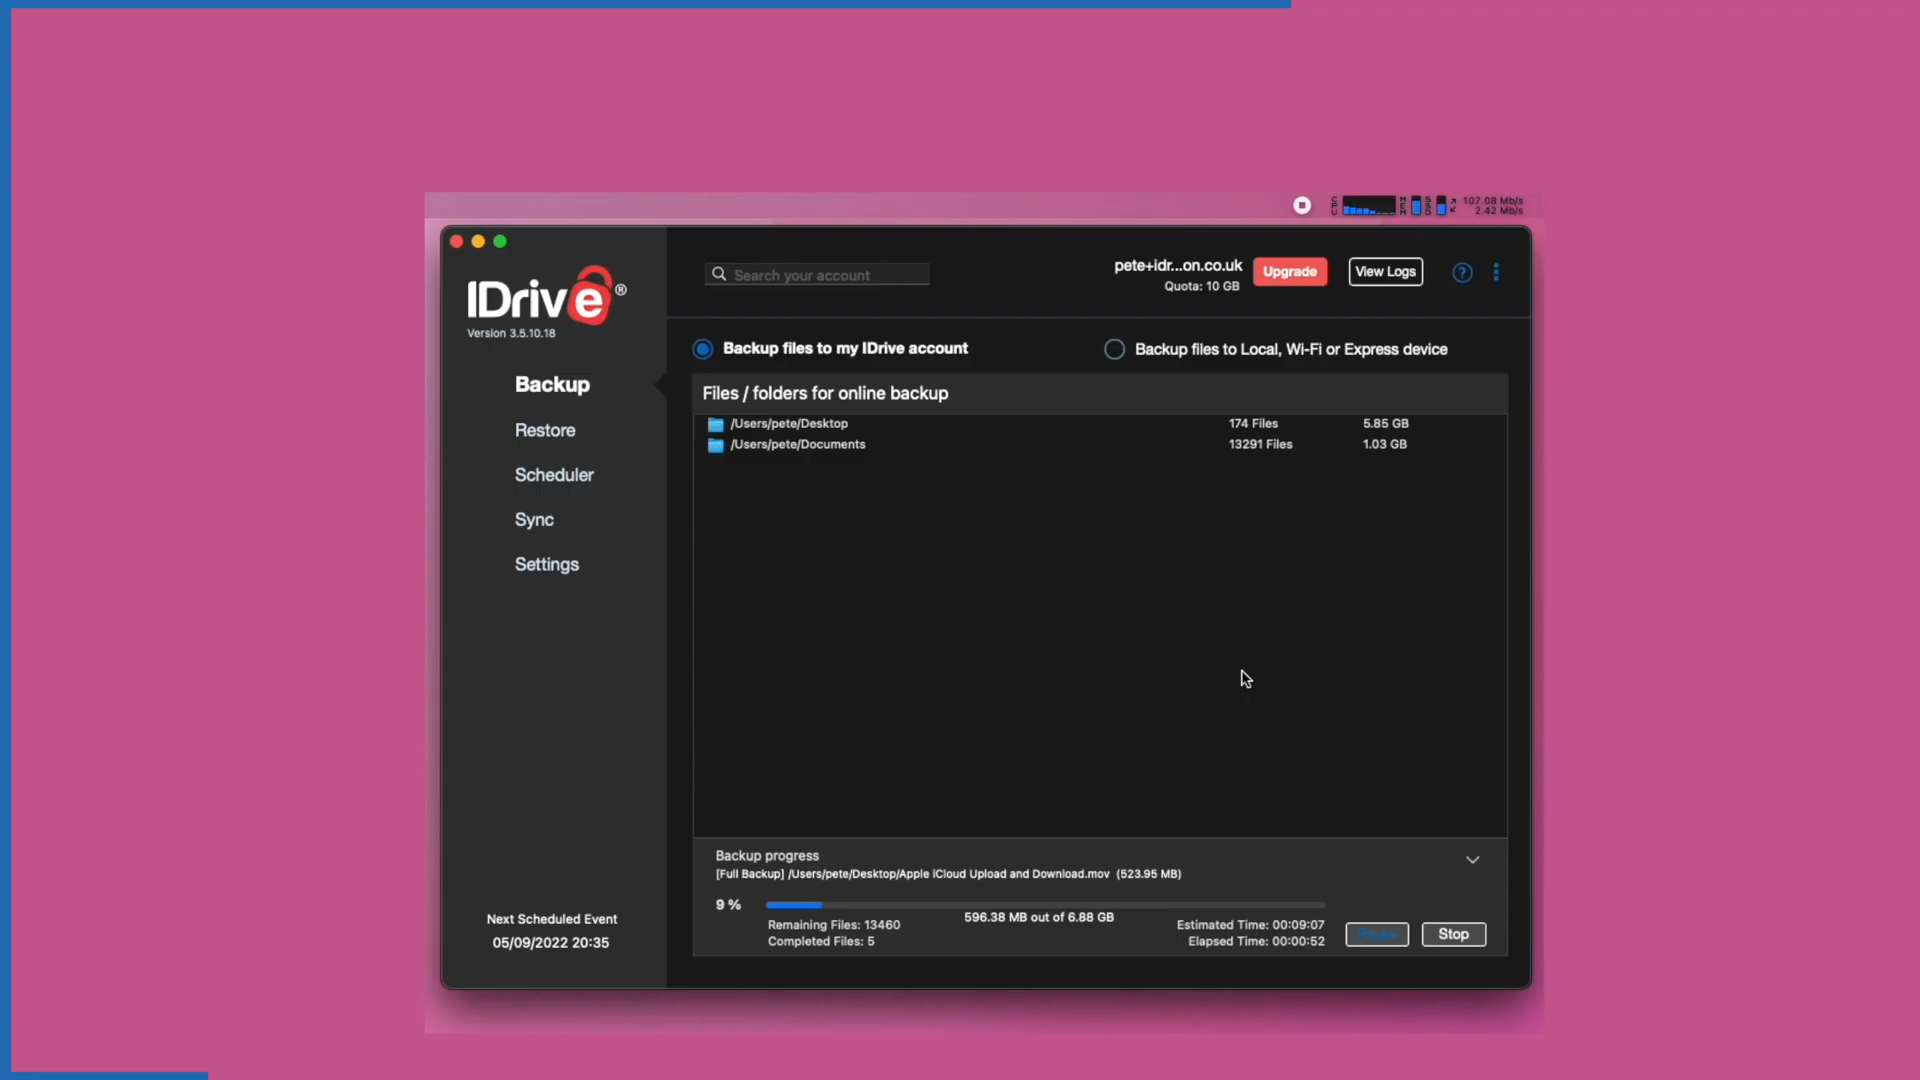 CPU MEM SSD 107.08 Mb/s
2.42 Mb/s
IDrive®
Version 3.5.10.18
Search your account
pete+idr...on.co.uk
Quota: 10 GB
Upgrade
View Logs
?
Backup
Restore
Scheduler
Sync
Settings
Next Scheduled Event
05/09/2022 20:35
Backup files to my IDrive account
Backup files to Local, Wi-Fi or Express device
Files / folders for online backup
/Users/pete/Desktop 174 Files 5.85 GB
/Users/pete/Documents 13291 Files 1.03 GB
Backup progress
[Full Backup] /Users/pete/Desktop/Apple iCloud Upload and Download.mov (523.95 MB)
9 %
596.38 MB out of 6.88 GB
Remaining Files: 13460
Completed Files: 5
Estimated Time: 00:09:07
Elapsed Time: 00:00:52
Pause
Stop